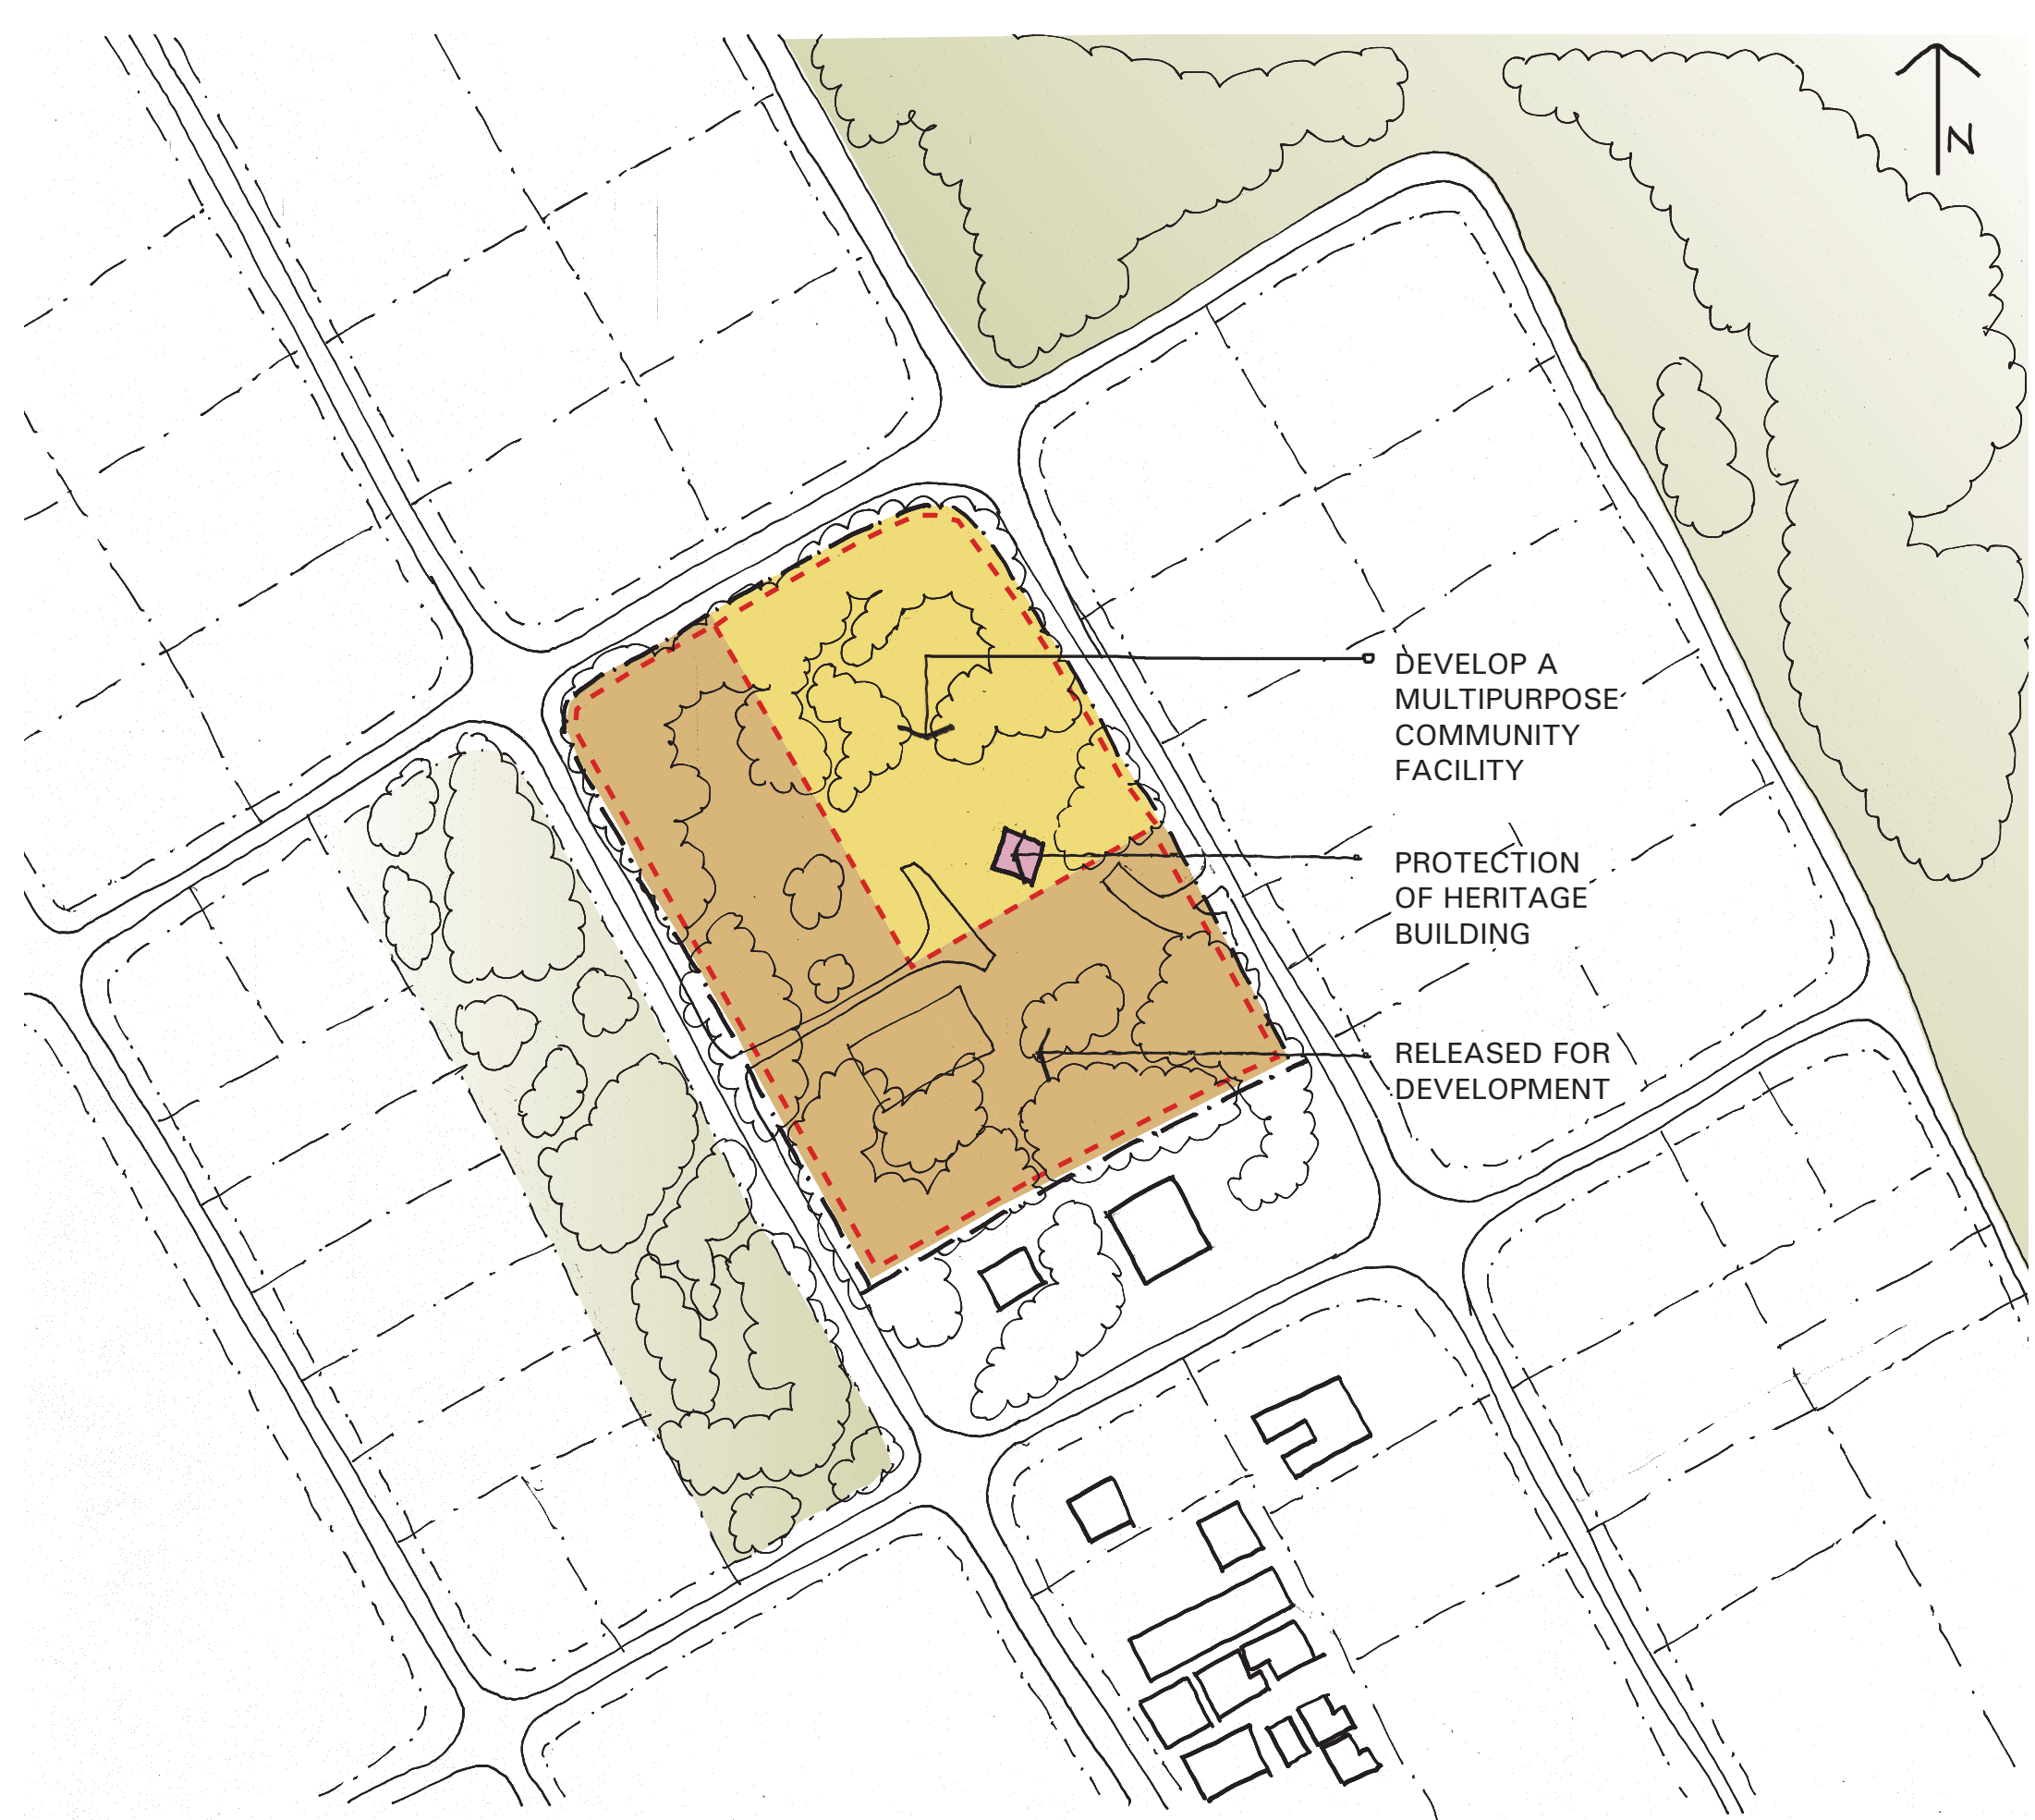 N
DEVELOP A
MULTIPURPOSE
COMMUNITY
FACILITY
PROTECTION
OF HERITAGE
BUILDING
RELEASED FOR
DEVELOPMENT